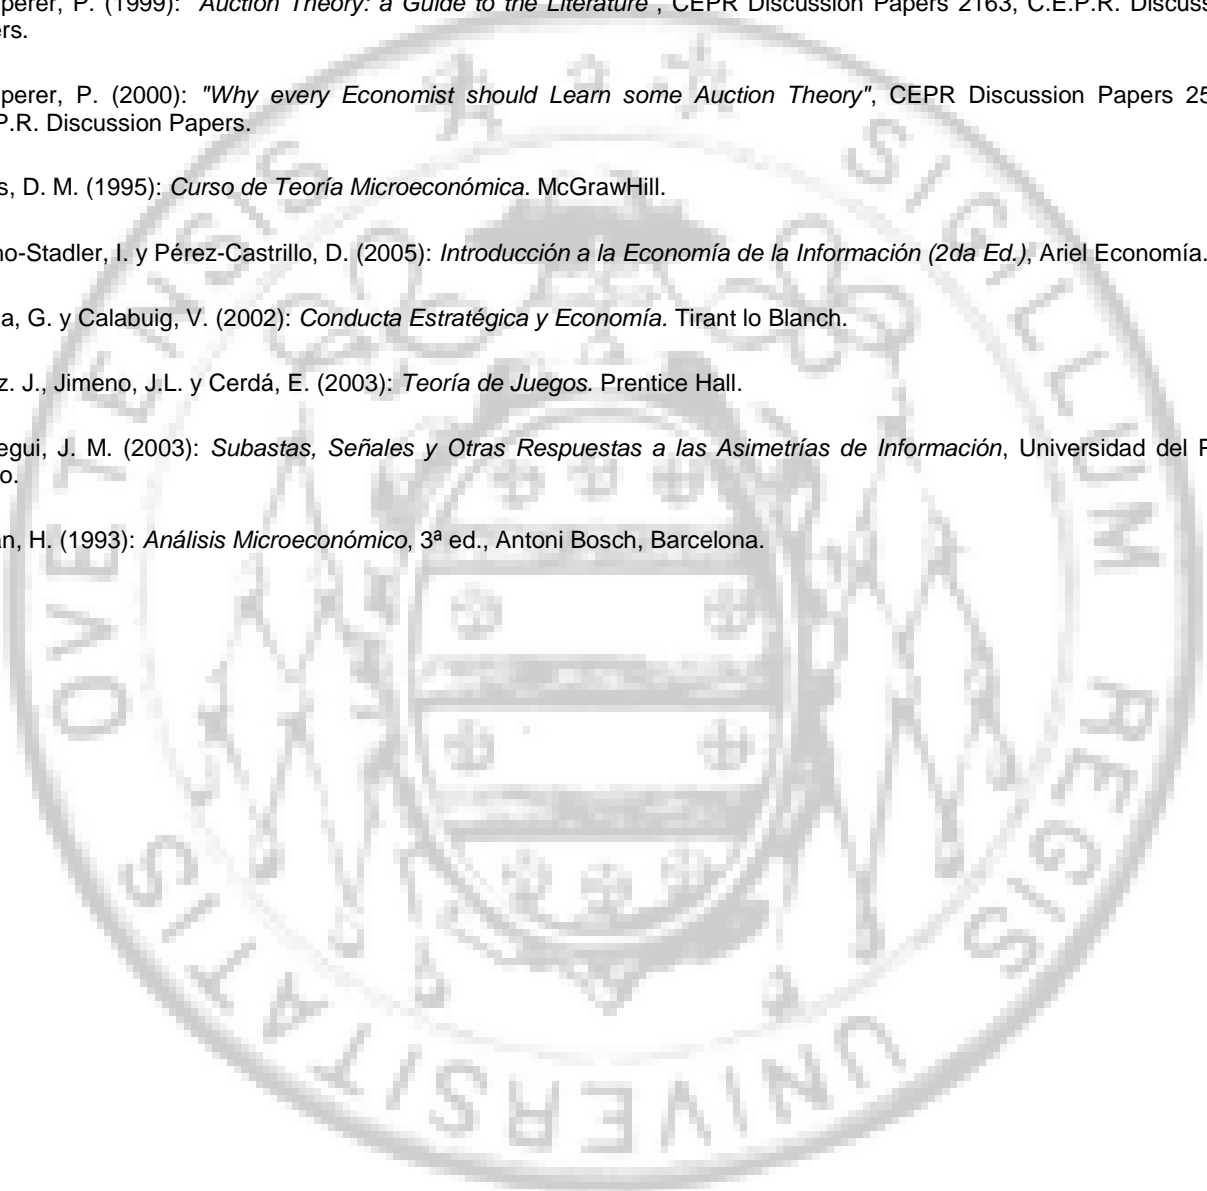 perer, P. (1999): "Auction Theory: a Guide to the Literature", CEPR Discussion Papers 2163, C.E.P.R. Discuss
ers.
perer, P. (2000): "Why every Economist should Learn some Auction Theory", CEPR Discussion Papers 25
P.R. Discussion Papers.
s, D. M. (1995): Curso de Teoría Microeconómica. McGrawHill.
no-Stadler, I. y Pérez-Castrillo, D. (2005): Introducción a la Economía de la Información (2da Ed.), Ariel Economía.
a, G. y Calabuig, V. (2002): Conducta Estratégica y Economía. Tirant lo Blanch.
z. J., Jimeno, J.L. y Cerdá, E. (2003): Teoría de Juegos. Prentice Hall.
egui, J. M. (2003): Subastas, Señales y Otras Respuestas a las Asimetrías de Información, Universidad del P
o.
an, H. (1993): Análisis Microeconómico, 3ª ed., Antoni Bosch, Barcelona.
SIGILLUM REGIS UNIVERSITATIS OVETENSIS